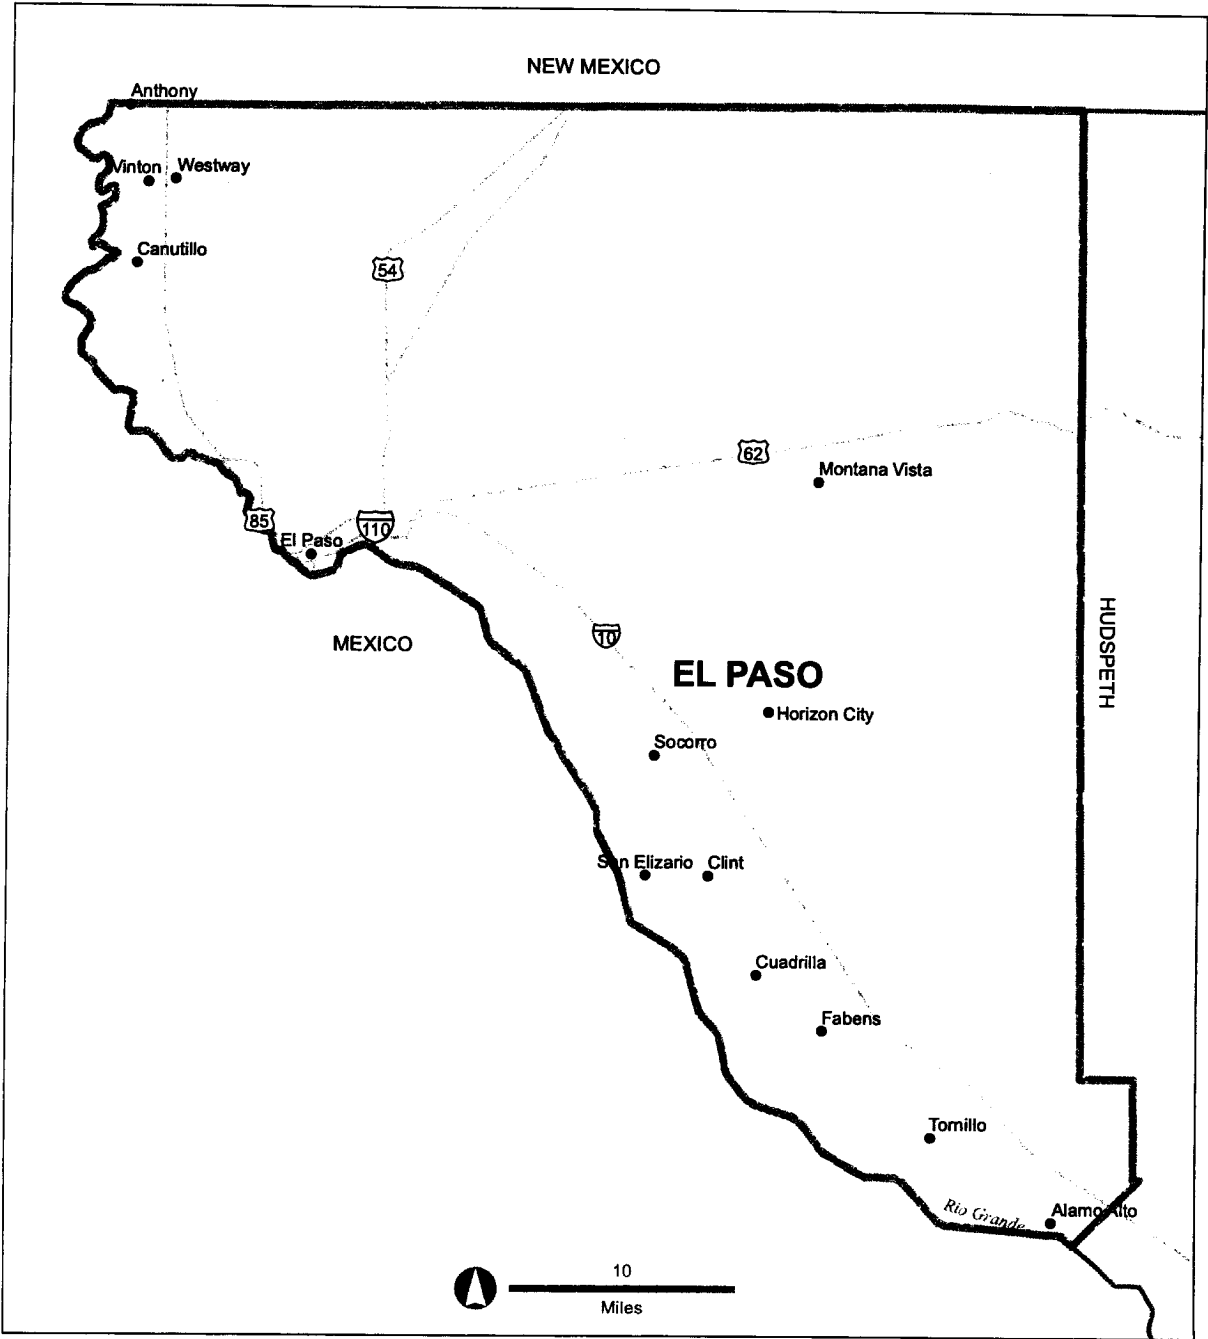 NEW MEXICO
Anthony
Vinton
Westway
Canutillo
54
62
Montana Vista
85
110
El Paso
MEXICO
10
HUDSPETH
EL PASO
Horizon City
Socorro
San Elizario
Clint
Cuadrilla
Fabens
Tornillo
Rio Grande
Alamo Alto
10
Miles